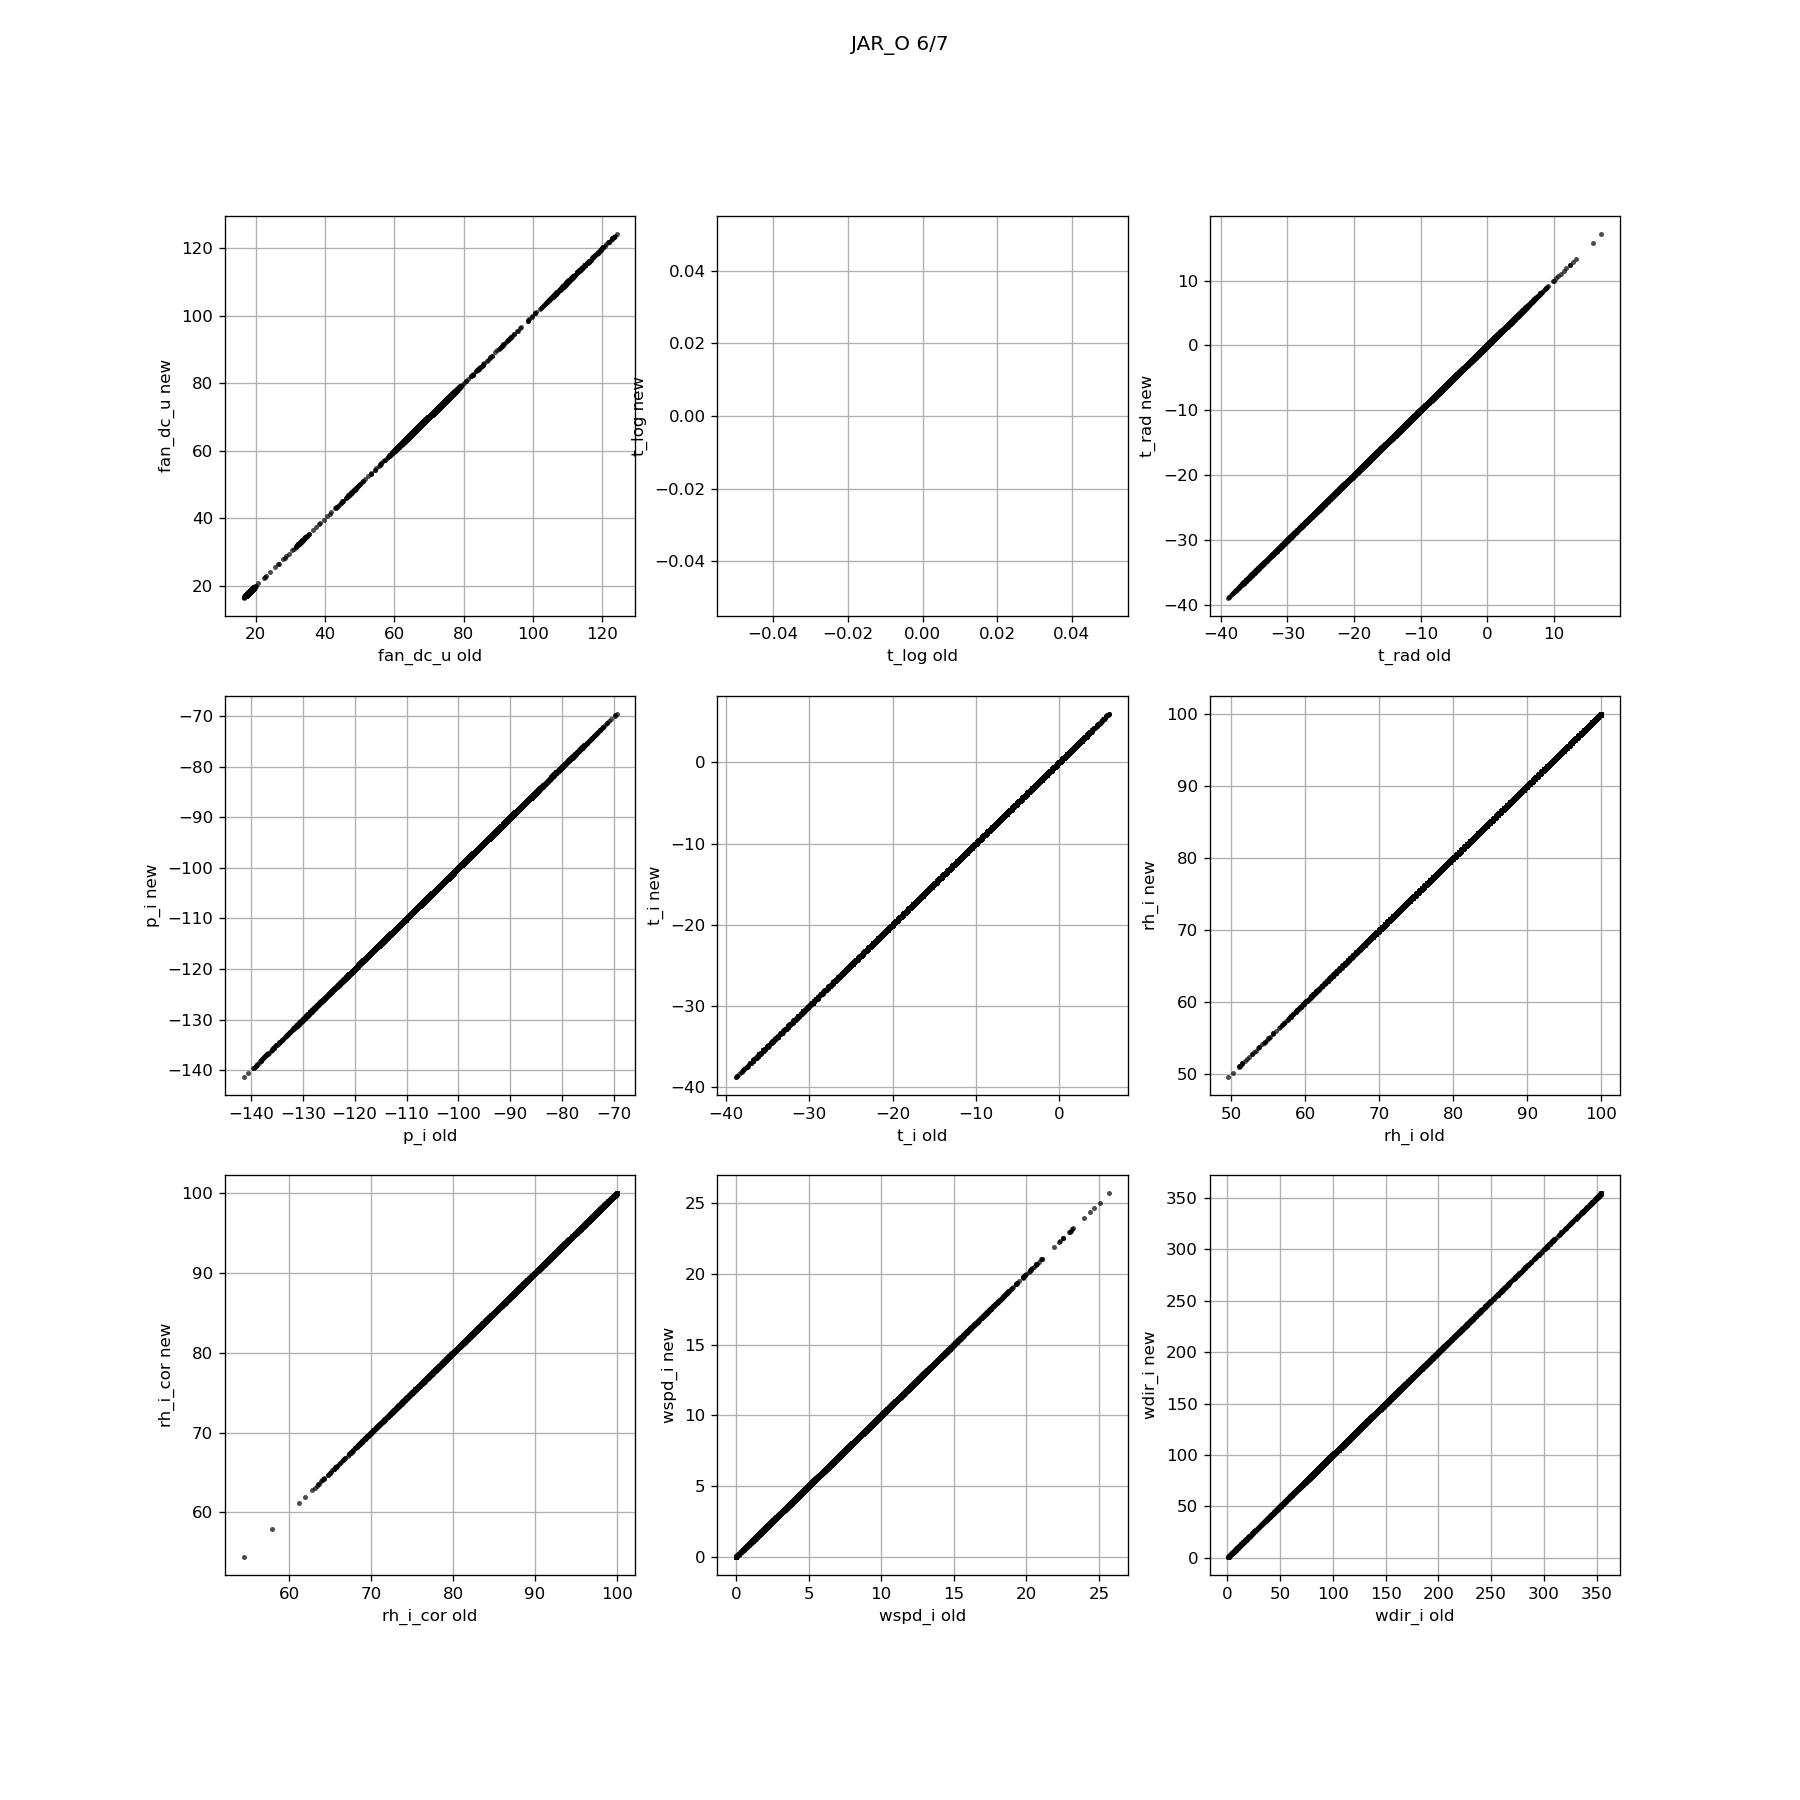 JAR_O 6/7
120
100
80
60
40
20
fan_dc_u new
20 40 60 80 100 120
fan_dc_u old
0.04
0.02
0.00
−0.02
−0.04
t_log new
−0.04 −0.02 0.00 0.02 0.04
t_log old
10
0
−10
−20
−30
−40
t_rad new
−40 −30 −20 −10 0 10
t_rad old
−70
−80
−90
−100
−110
−120
−130
−140
p_i new
−140 −130 −120 −110 −100 −90 −80 −70
p_i old
0
−10
−20
−30
−40
t_i new
−40 −30 −20 −10 0
t_i old
100
90
80
70
60
50
rh_i new
50 60 70 80 90 100
rh_i old
100
90
80
70
60
rh_i_cor new
60 70 80 90 100
rh_i_cor old
25
20
15
10
5
0
wspd_i new
0 5 10 15 20 25
wspd_i old
350
300
250
200
150
100
50
0
wdir_i new
0 50 100 150 200 250 300 350
wdir_i old